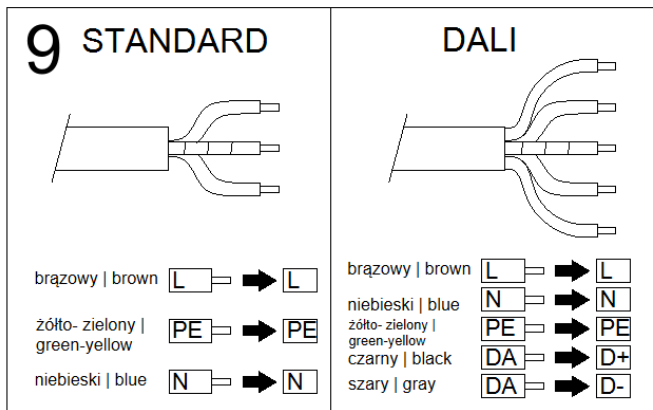 9 STANDARD
brązowy | brown L L
żółto- zielony |
green-yellow PE PE
niebieski | blue N N
DALI
brązowy | brown L L
niebieski | blue N N
żółto- zielony |
green-yellow PE PE
czarny | black DA D+
szary | gray DA D-